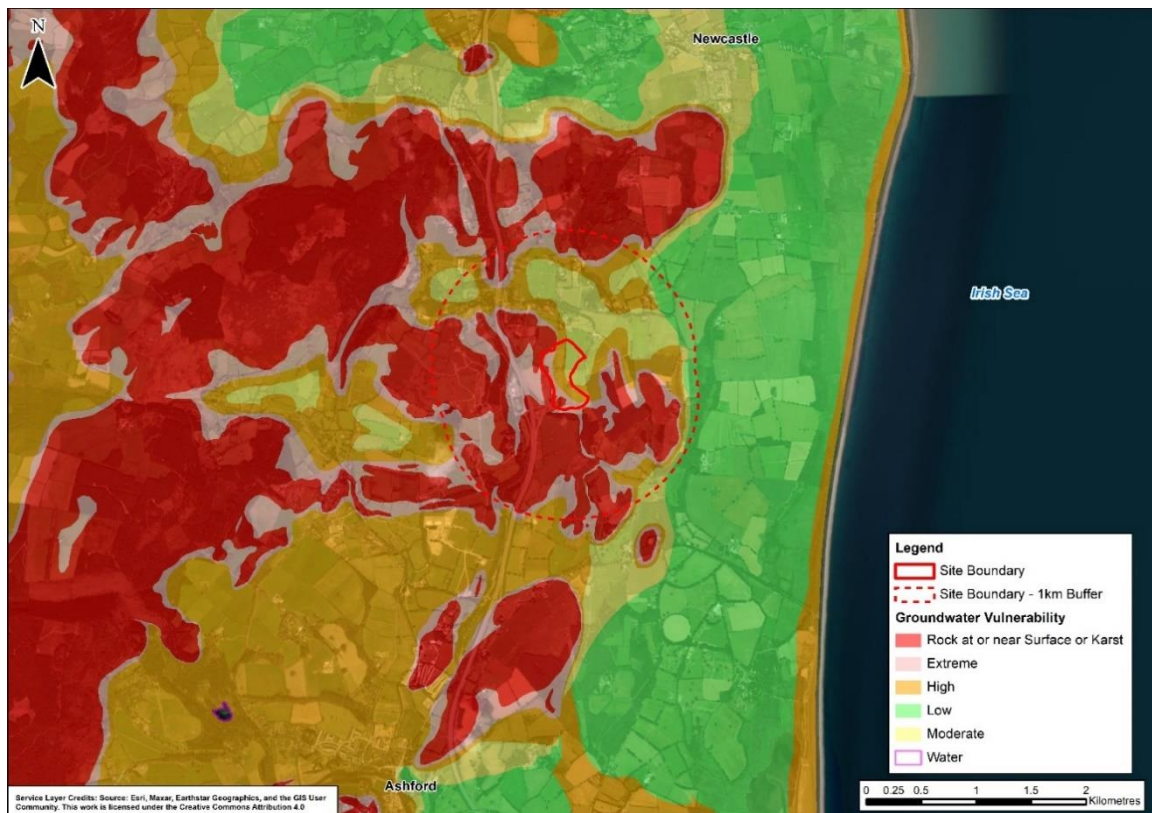 N
Newcastle
Irish Sea
Ashford
Legend
Site Boundary
Site Boundary - 1km Buffer
Groundwater Vulnerability
Rock at or near Surface or Karst
Extreme
High
Low
Moderate
Water
0 0.25 0.5 1 1.5 2
Kilometres
Service Layer Credits: Source: Esri, Maxar, Earthstar Geographics, and the GIS User
Community. This work is licensed under the Creative Commons Attribution 4.0